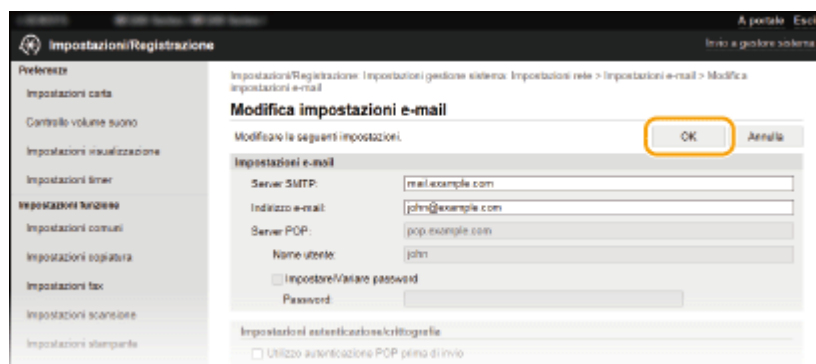 A portale Esci
Impostazioni/Registrazione
Invio a gestore sistema
Preferenze
Impostazioni carta
Controllo volume suono
Impostazioni visualizzazione
Impostazioni timer
Impostazioni funzione
Impostazioni comuni
Impostazioni copiatura
Impostazioni fax
Impostazioni scansione
Impostazioni stampante
Impostazioni/Registrazione: Impostazioni gestione sistema: Impostazioni rete > Impostazioni e-mail > Modifica
impostazioni e-mail
Modifica impostazioni e-mail
Modificare le seguenti impostazioni.
OK
Annulla
Impostazioni e-mail
Server SMTP:
mail.example.com
Indirizzo e-mail:
john@example.com
Server POP:
pop.example.com
Nome utente:
john
Impostare/Variare password
Password:
Impostazioni autenticazione/crittografia
Utilizzo autenticazione POP prima di invio